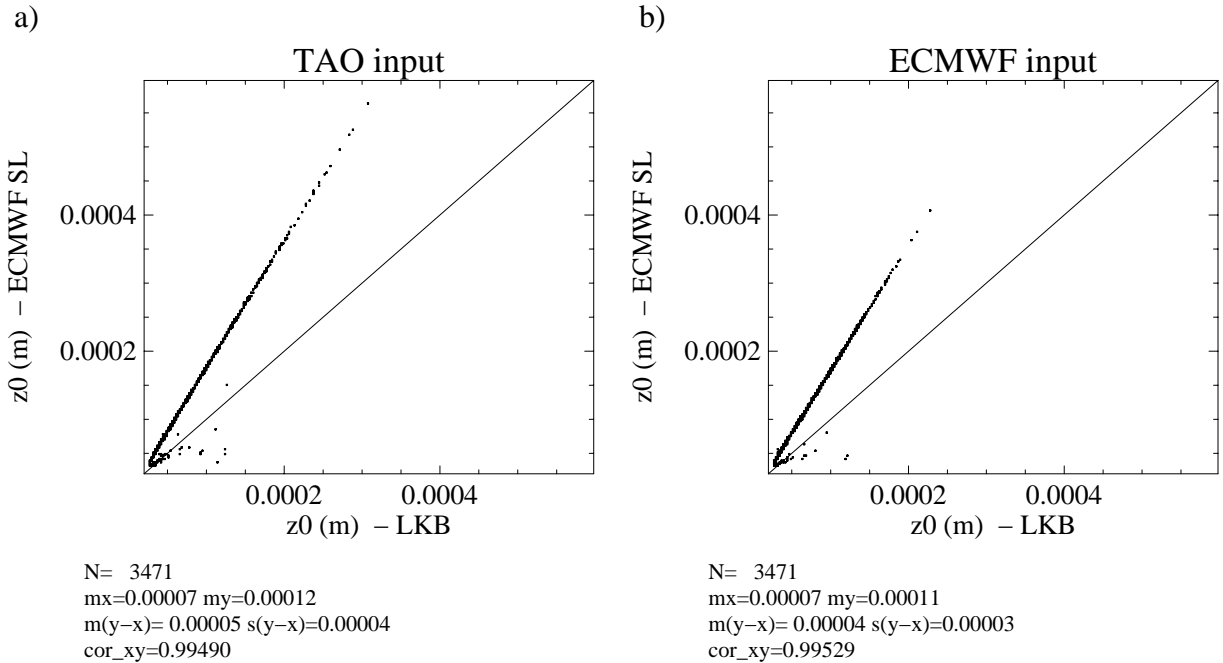 a)
TAO input
z0 (m) – ECMWF SL
0.0004
0.0002
0.0002 0.0004
z0 (m) – LKB
N= 3471
mx=0.00007 my=0.00012
m(y−x)= 0.00005 s(y−x)=0.00004
cor_xy=0.99490
b)
ECMWF input
z0 (m) – ECMWF SL
0.0004
0.0002
0.0002 0.0004
z0 (m) – LKB
N= 3471
mx=0.00007 my=0.00011
m(y−x)= 0.00004 s(y−x)=0.00003
cor_xy=0.99529